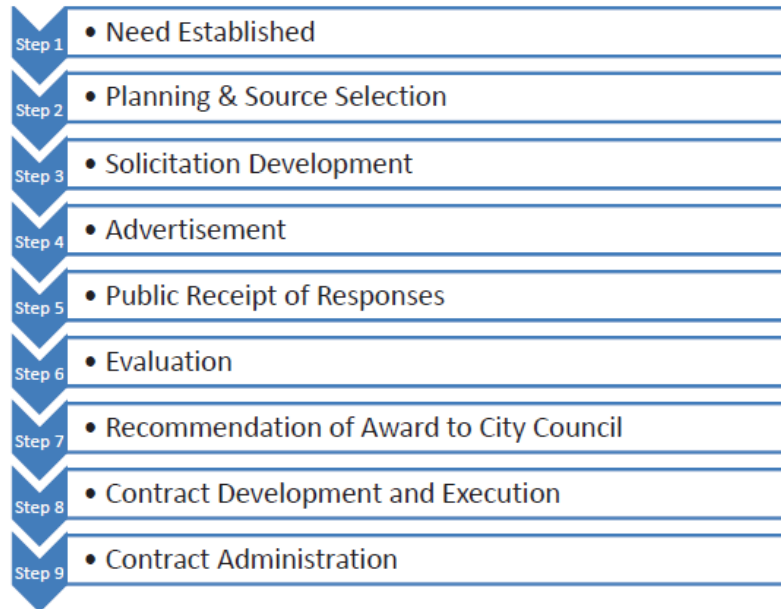 Step 1 • Need Established
Step 2 • Planning & Source Selection
Step 3 • Solicitation Development
Step 4 • Advertisement
Step 5 • Public Receipt of Responses
Step 6 • Evaluation
Step 7 • Recommendation of Award to City Council
Step 8 • Contract Development and Execution
Step 9 • Contract Administration